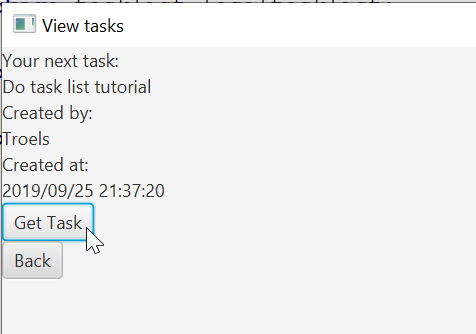 View tasks
Your next task:
Do task list tutorial
Created by:
Troels
Created at:
2019/09/25 21:37:20
Get Task
Back